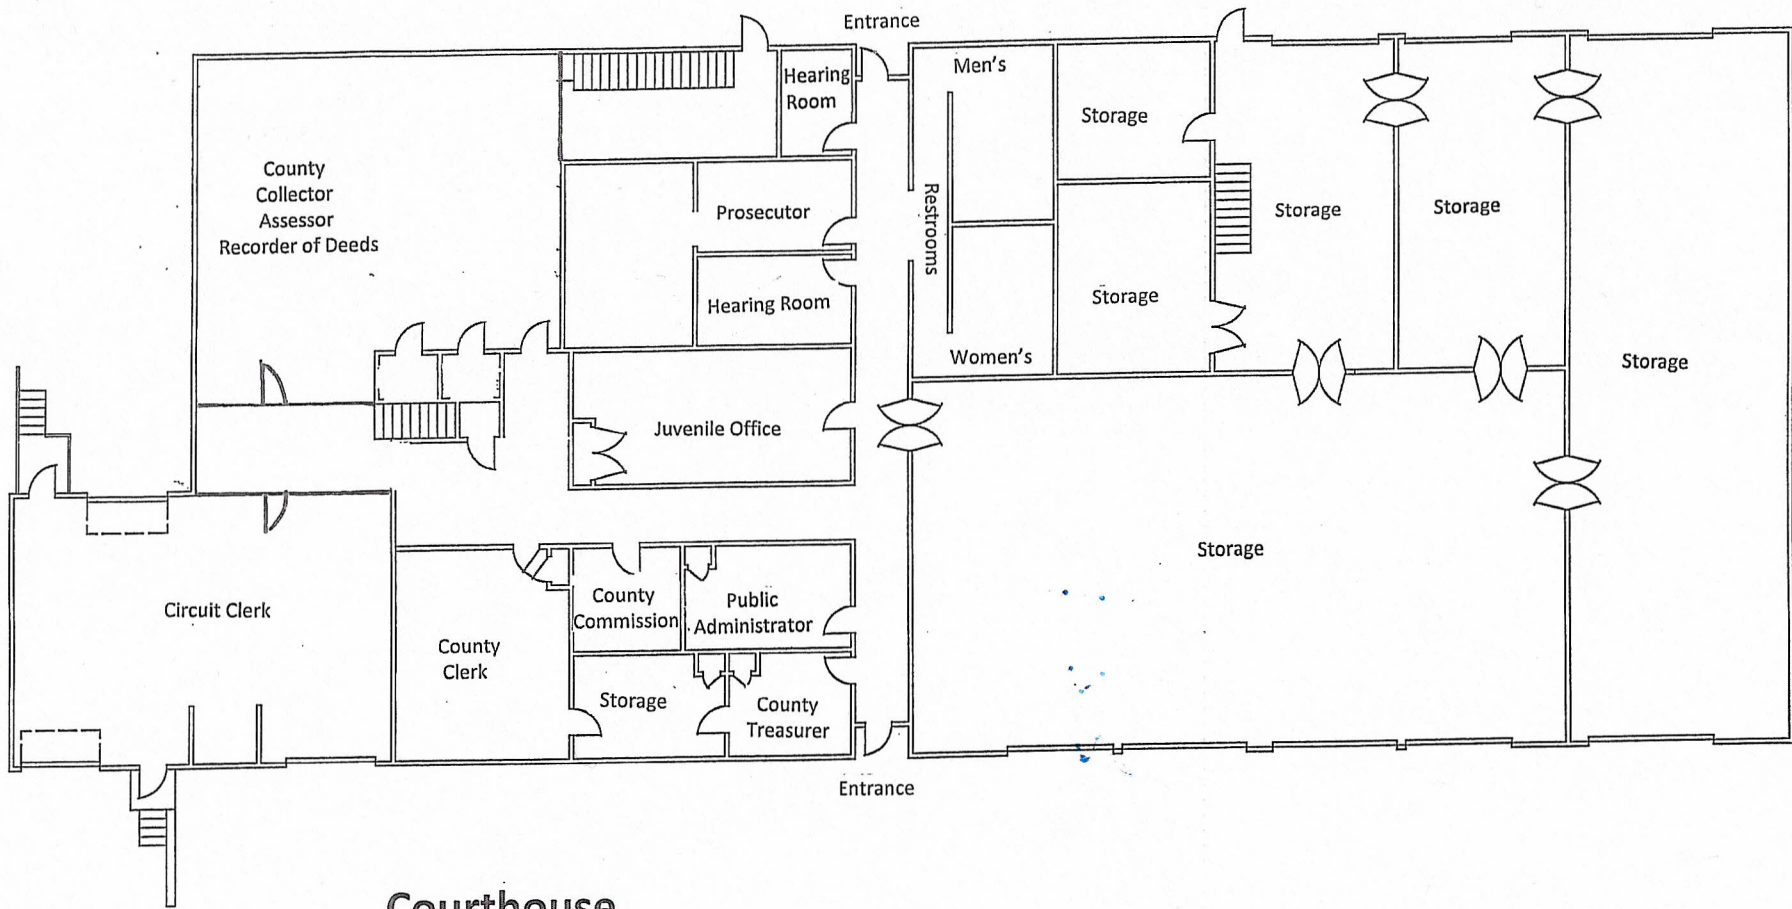 Entrance
Men's
Hearing
Room
Storage
County
Collector
Assessor
Recorder of Deeds
Prosecutor
Restrooms
Storage
Storage
Hearing Room
Storage
Women's
Storage
Juvenile Office
Storage
Circuit Clerk
County
Commission
Public
Administrator
County
Clerk
Storage
County
Treasurer
Entrance
Courthouse